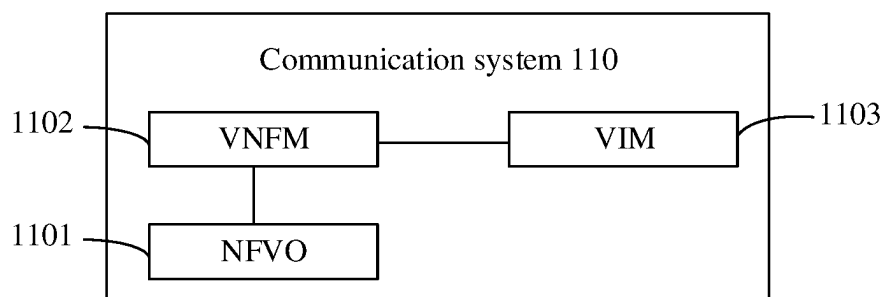 Communication system 110
1102
VNFM
VIM
1103
1101
NFVO